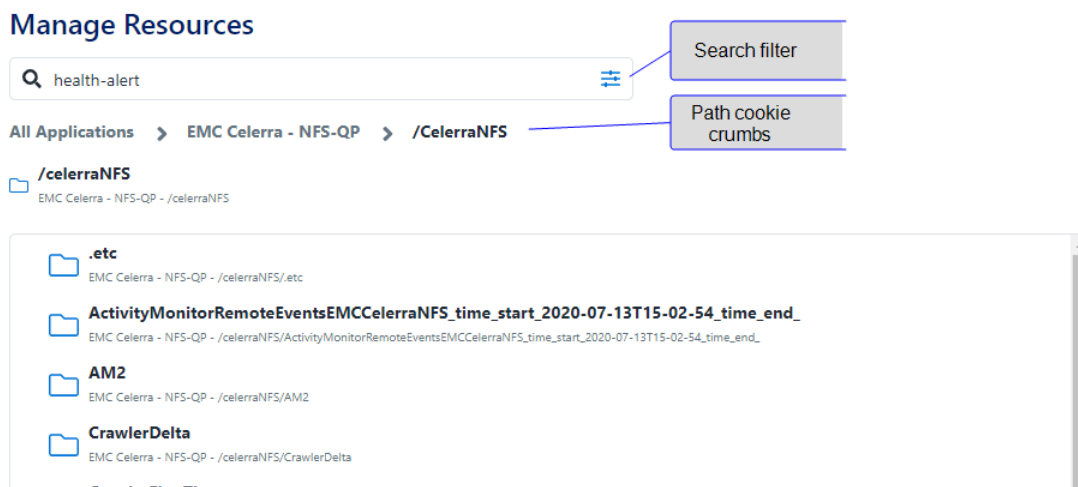 Manage Resources
health-alert
Search filter
Path cookie
crumbs
All Applications > EMC Celerra - NFS-QP > /CelerraNFS
/celerraNFS
EMC Celerra - NFS-QP - /celerraNFS
.etc
EMC Celerra - NFS-QP - /celerraNFS/.etc
ActivityMonitorRemoteEventsEMCCelerraNFS_time_start_2020-07-13T15-02-54_time_end_
EMC Celerra - NFS-QP - /celerraNFS/ActivityMonitorRemoteEventsEMCCelerraNFS_time_start_2020-07-13T15-02-54_time_end_
AM2
EMC Celerra - NFS-QP - /celerraNFS/AM2
CrawlerDelta
EMC Celerra - NFS-QP - /celerraNFS/CrawlerDelta